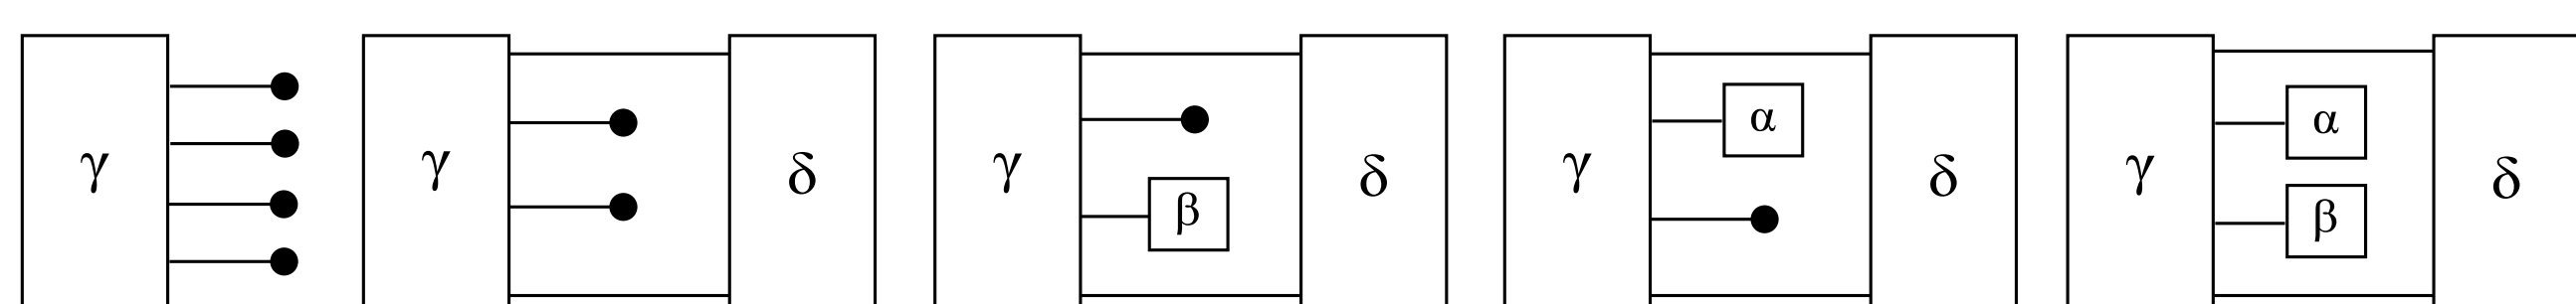 γ γ δ γ β δ γ α δ γ α β δ